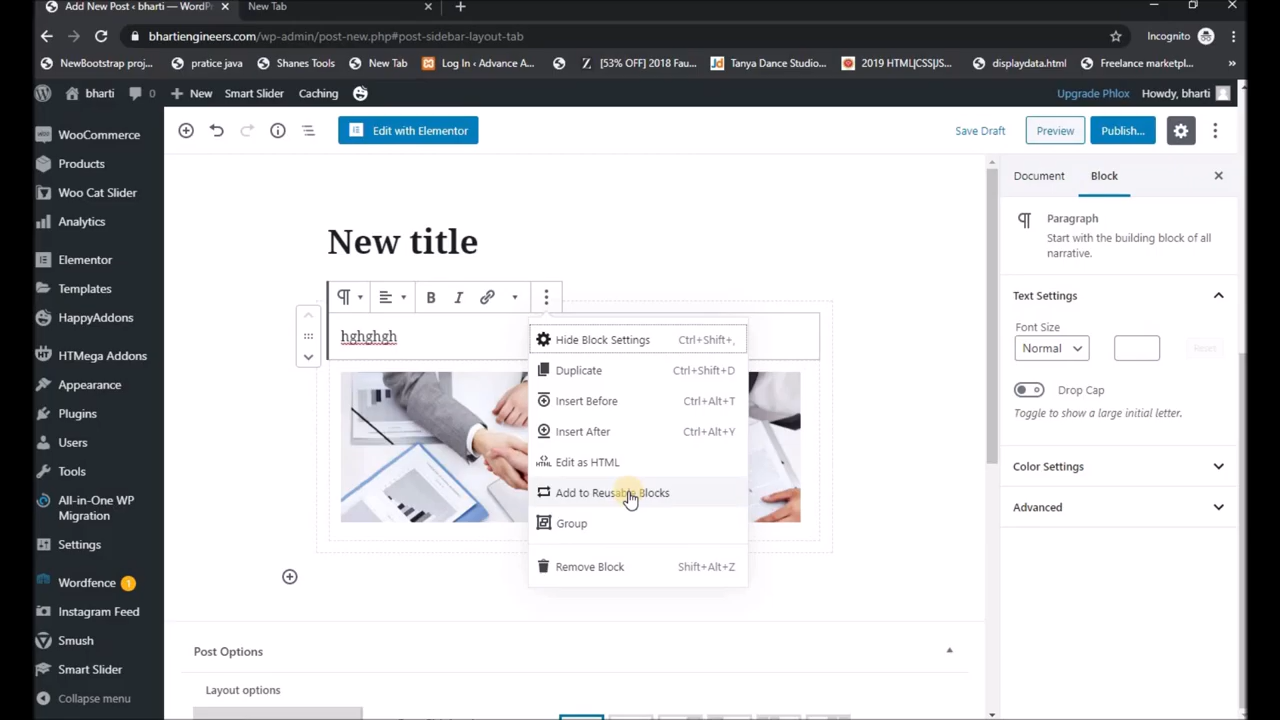 Add New Post ‹ bharti — WordPr
New Tab
bhartiengineers.com/wp-admin/post-new.php#post-sidebar-layout-tab
Incognito
NewBootstrap proj...
pratice java
Shanes Tools
New Tab
Log In ‹ Advance A...
[53% OFF] 2018 Fau...
Tanya Dance Studio...
2019 HTML|CSS|JS...
displaydata.html
Freelance marketpl...
»
bharti
0
New
Smart Slider
Caching
Upgrade Phlox
Howdy, bharti
WooCommerce
Products
Woo Cat Slider
Analytics
Elementor
Templates
HappyAddons
HTMega Addons
Appearance
Plugins
Users
Tools
All-in-One WP
Migration
Settings
Wordfence 1
Instagram Feed
Smush
Smart Slider
Collapse menu
Edit with Elementor
Save Draft
Preview
Publish...
New title
B
I
hghghgh
Hide Block Settings Ctrl+Shift+,
Duplicate Ctrl+Shift+D
Insert Before Ctrl+Alt+T
Insert After Ctrl+Alt+Y
HTML Edit as HTML
Add to Reusable Blocks
Group
Remove Block Shift+Alt+Z
Post Options
Layout options
Document
Block
Paragraph
Start with the building block of all
narrative.
Text Settings
Font Size
Normal
Reset
Drop Cap
Toggle to show a large initial letter.
Color Settings
Advanced